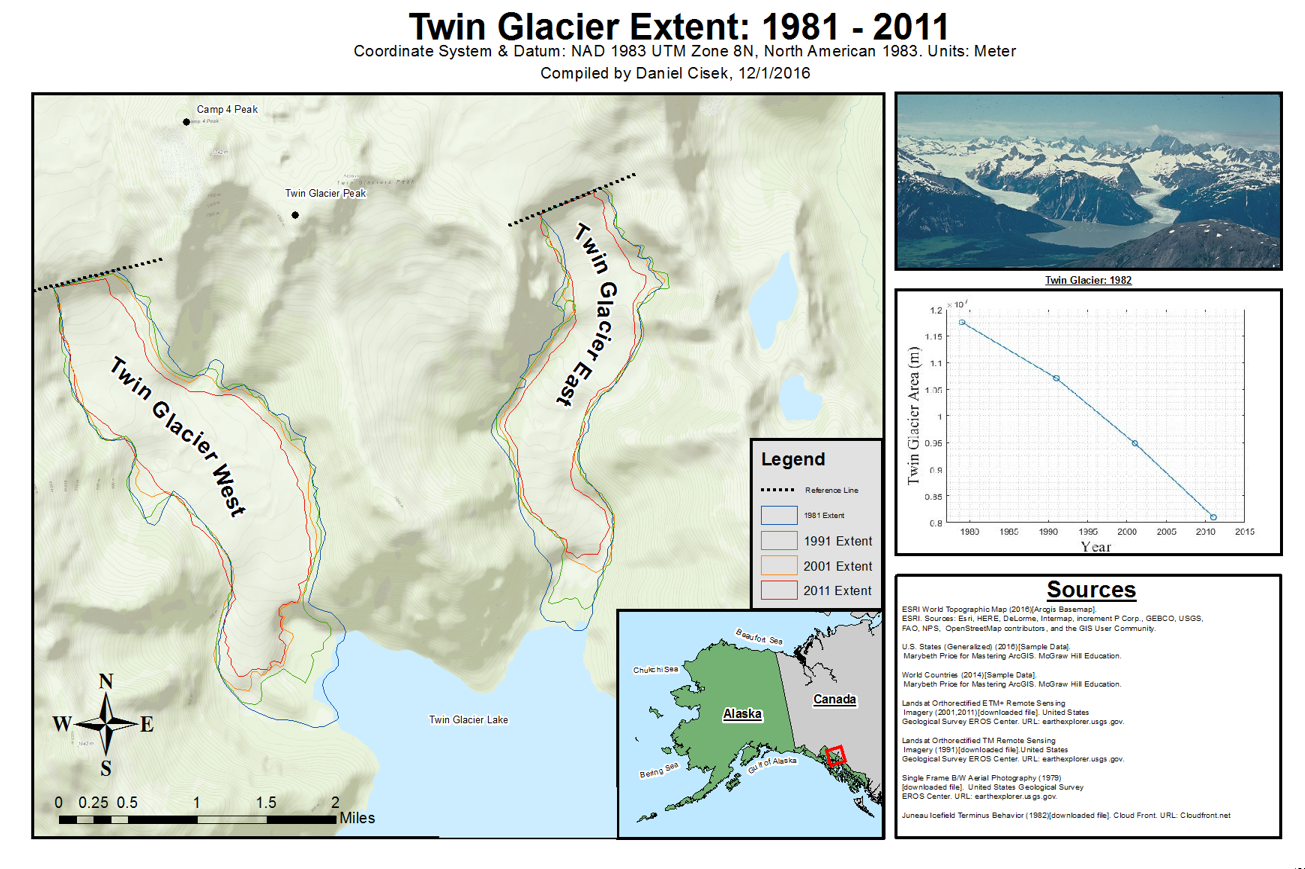 Twin Glacier Extent: 1981 - 2011
Coordinate System & Datum: NAD 1983 UTM Zone 8N, North American 1983. Units: Meter
Compiled by Daniel Cisek, 12/1/2016
Camp 4 Peak
Twin Glacier Peak
Twin Glaciers Peak
Twin Glacier East
Twin Glacier West
Twin Glacier Lake
N
W E
S
0 0.25 0.5 1 1.5 2
Miles
Legend
Reference Line
1981 Extent
1991 Extent
2001 Extent
2011 Extent
Beaufort Sea
Chukchi Sea
Canada
Alaska
Bering Sea
Gulf of Alaska
Twin Glacier: 1982
× 10⁷
1.2
1.15
1.1
1.05
1
0.95
0.9
0.85
0.8
Twin Glacier Area (m)
1980 1985 1990 1995 2000 2005 2010 2015
Year
Sources
ESRI World Topographic Map (2016)[Arcgis Basemap].
ESRI. Sources: Esri, HERE, DeLorme, Intermap, increment P Corp., GEBCO, USGS,
FAO, NPS, OpenStreetMap contributors, and the GIS User Community.
U.S. States (Generalized) (2016)[Sample Data].
Marybeth Price for Mastering ArcGIS. McGraw Hill Education.
World Countries (2014)[Sample Data].
Marybeth Price for Mastering ArcGIS. McGraw Hill Education.
Landsat Orthorectified ETM+ Remote Sensing
Imagery (2001,2011)[downloaded file]. United States
Geological Survey EROS Center. URL: earthexplorer.usgs.gov.
Landsat Orthorectified TM Remote Sensing
Imagery (1991)[downloaded file].United States
Geological Survey EROS Center. URL: earthexplorer.usgs.gov.
Single Frame B/W Aerial Photography (1979)
[downloaded file]. United States Geological Survey
EROS Center. URL: earthexplorer.usgs.gov.
Juneau Icefield Terminus Behavior (1982)[downloaded file]. Cloud Front. URL: Cloudfront.net